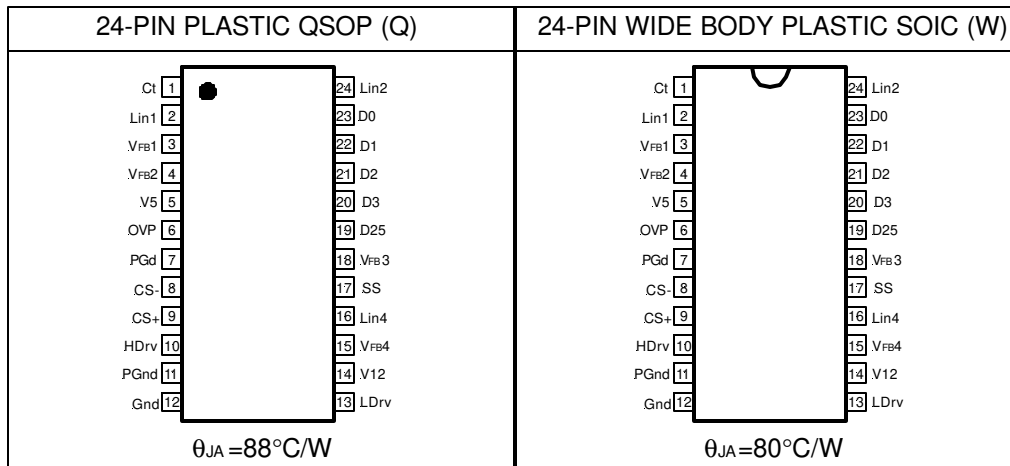 24-PIN PLASTIC QSOP (Q)
Ct 1 24 Lin2
Lin1 2 23 D0
VFB1 3 22 D1
VFB2 4 21 D2
V5 5 20 D3
OVP 6 19 D25
PGd 7 18 VFB3
CS- 8 17 SS
CS+ 9 16 Lin4
HDrv 10 15 VFB4
PGnd 11 14 V12
Gnd 12 13 LDrv
θJA =88°C/W
24-PIN WIDE BODY PLASTIC SOIC (W)
Ct 1 24 Lin2
Lin1 2 23 D0
VFB1 3 22 D1
VFB2 4 21 D2
V5 5 20 D3
OVP 6 19 D25
PGd 7 18 VFB3
CS- 8 17 SS
CS+ 9 16 Lin4
HDrv 10 15 VFB4
PGnd 11 14 V12
Gnd 12 13 LDrv
θJA =80°C/W